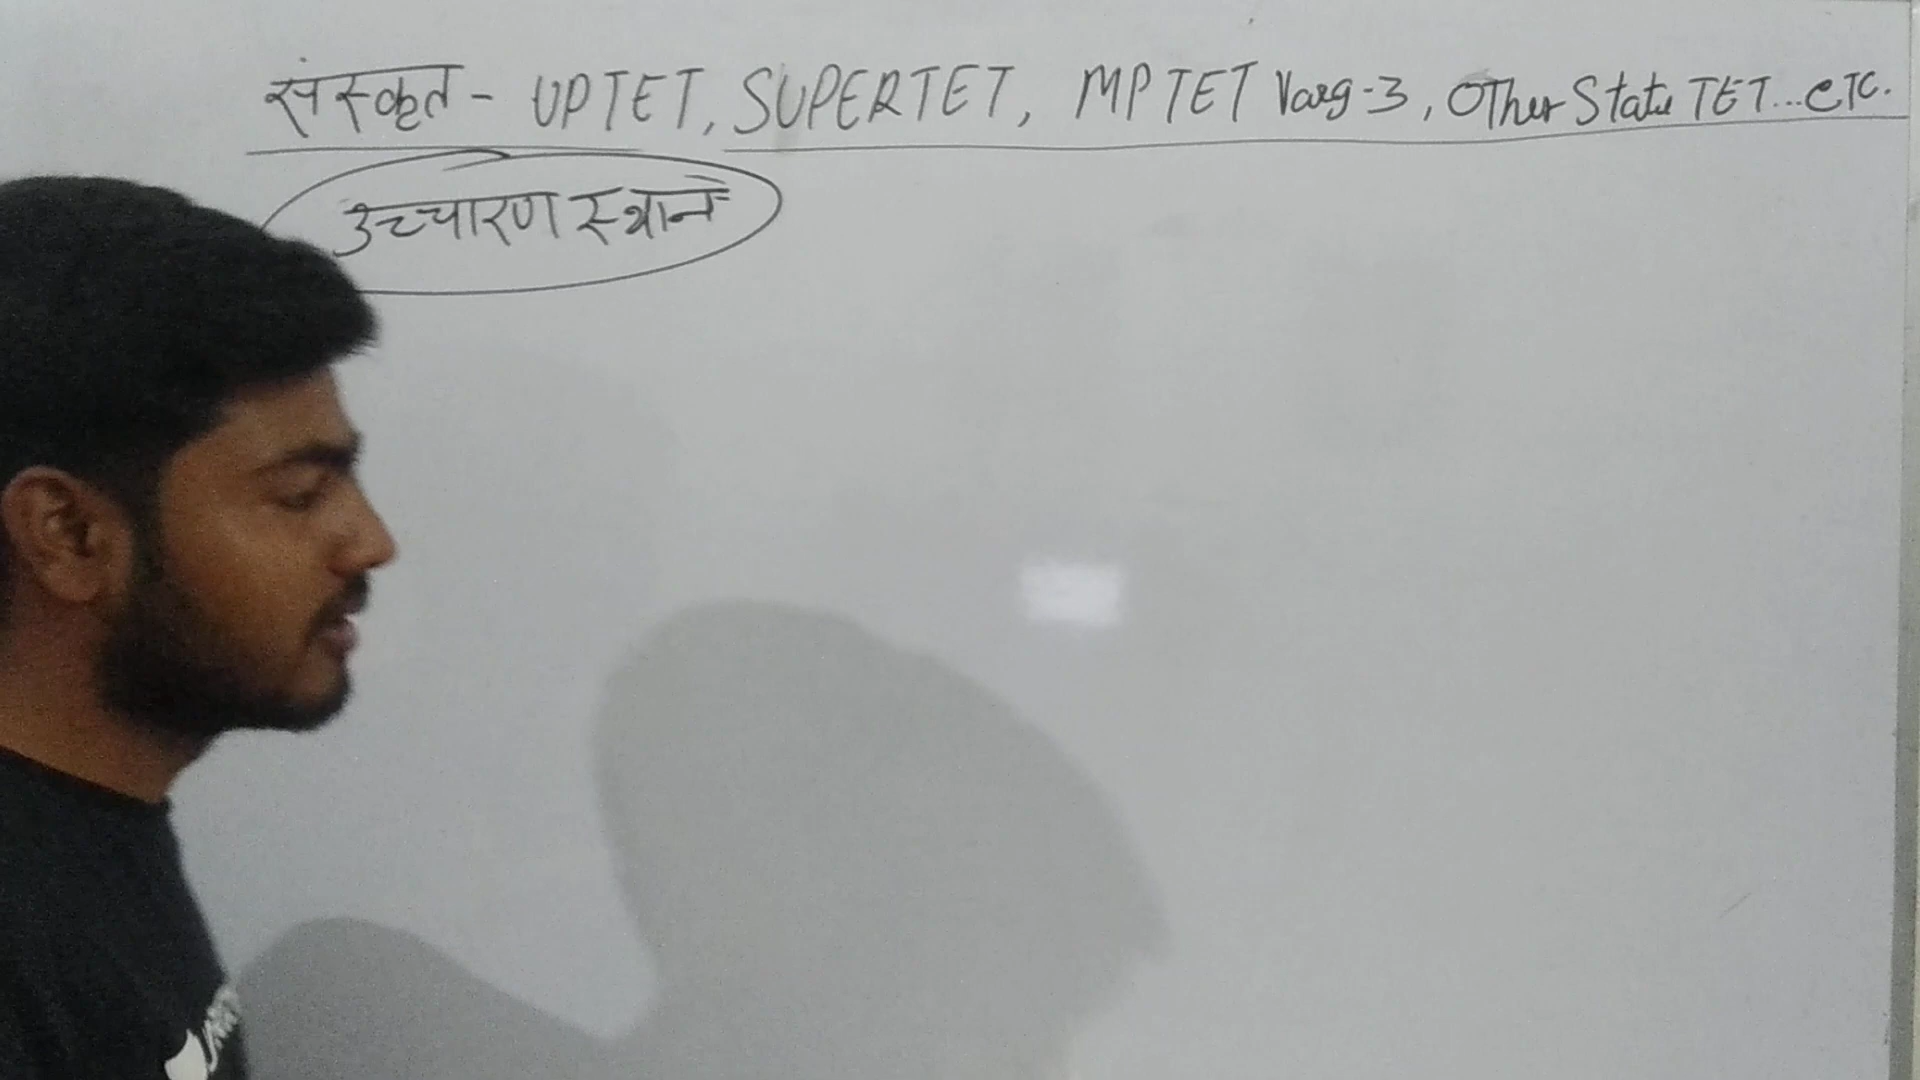 संस्कृत - UPTET, SUPERTET, MPTET Varg-3, Other State TET...eTC.
उच्चारण स्थान